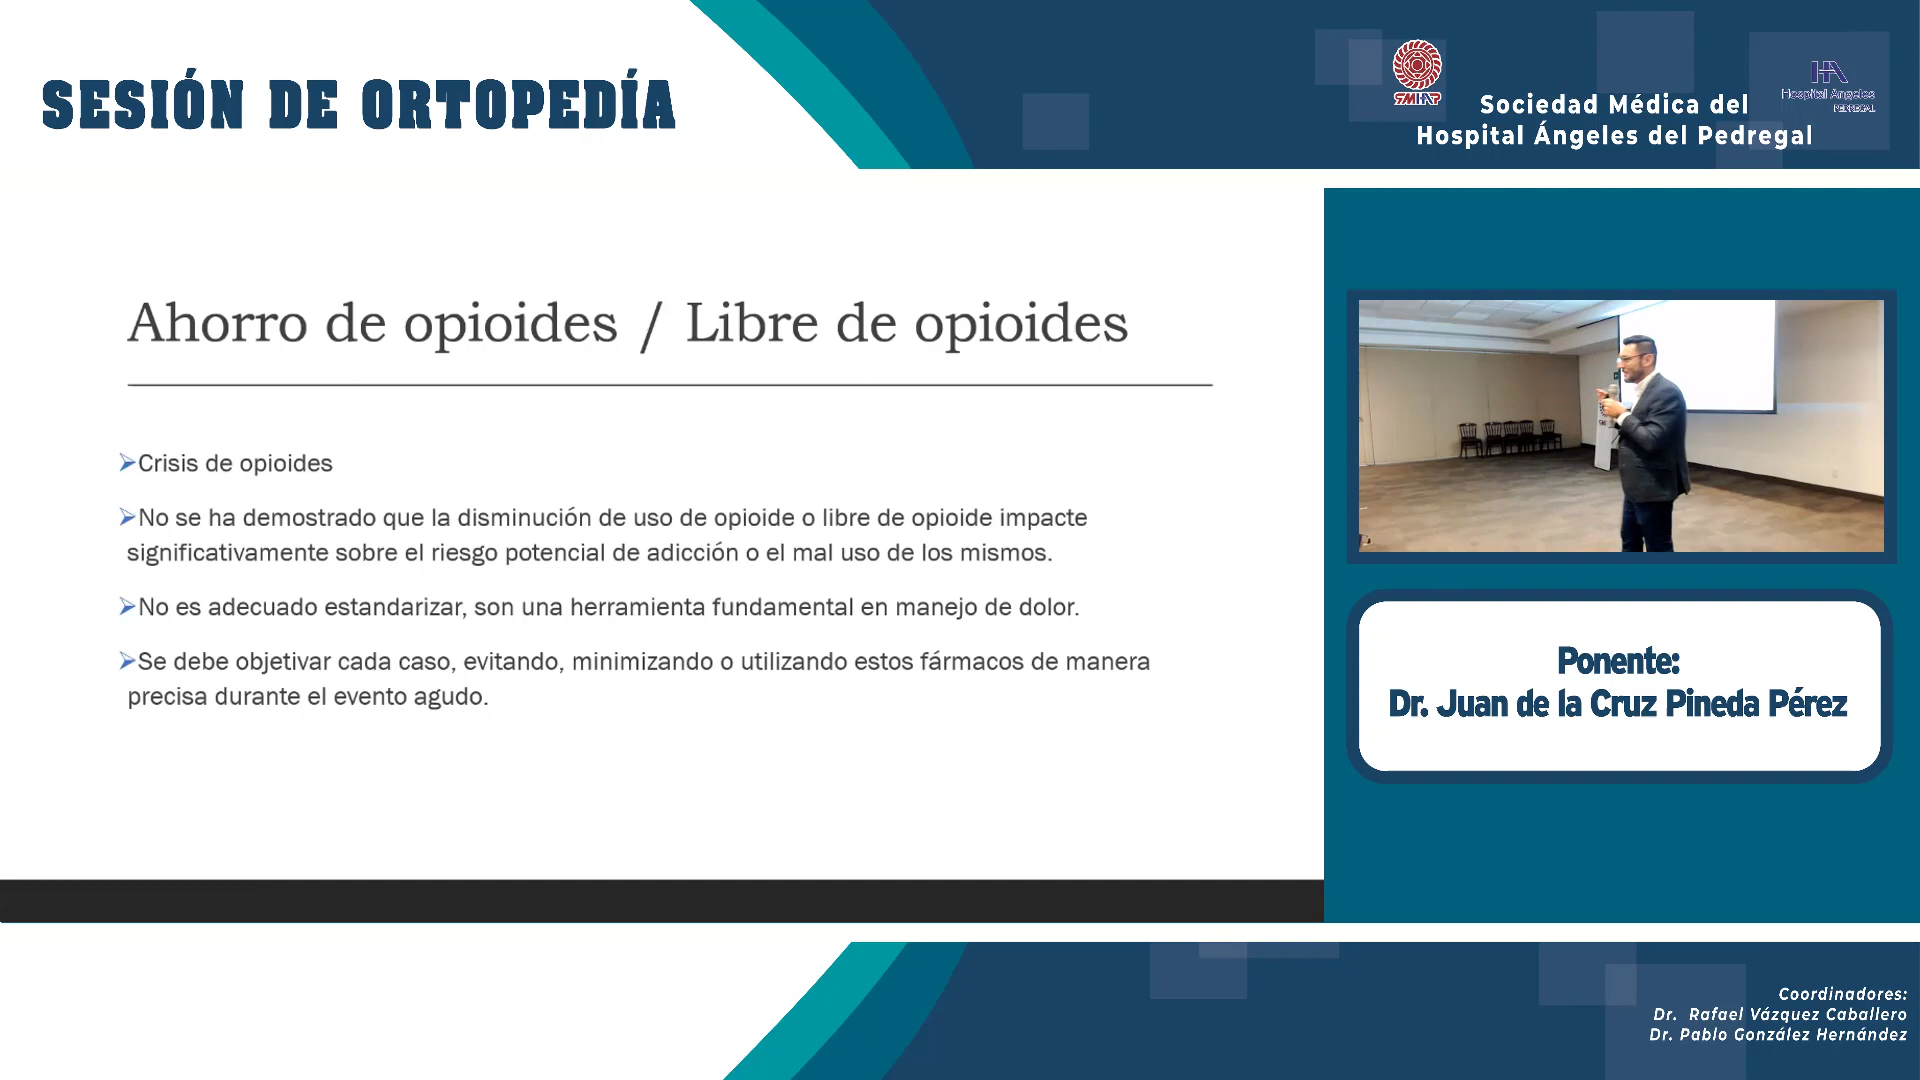 SESIÓN DE ORTOPEDÍA
SMHAP
Sociedad Médica del
Hospital Ángeles del Pedregal
HA
Hospital Angeles
PEDREGAL
Ahorro de opioides / Libre de opioides
Crisis de opioides
No se ha demostrado que la disminución de uso de opioide o libre de opioide impacte
significativamente sobre el riesgo potencial de adicción o el mal uso de los mismos.
No es adecuado estandarizar, son una herramienta fundamental en manejo de dolor.
Se debe objetivar cada caso, evitando, minimizando o utilizando estos fármacos de manera
precisa durante el evento agudo.
Ponente:
Dr. Juan de la Cruz Pineda Pérez
Coordinadores:
Dr. Rafael Vázquez Caballero
Dr. Pablo González Hernández